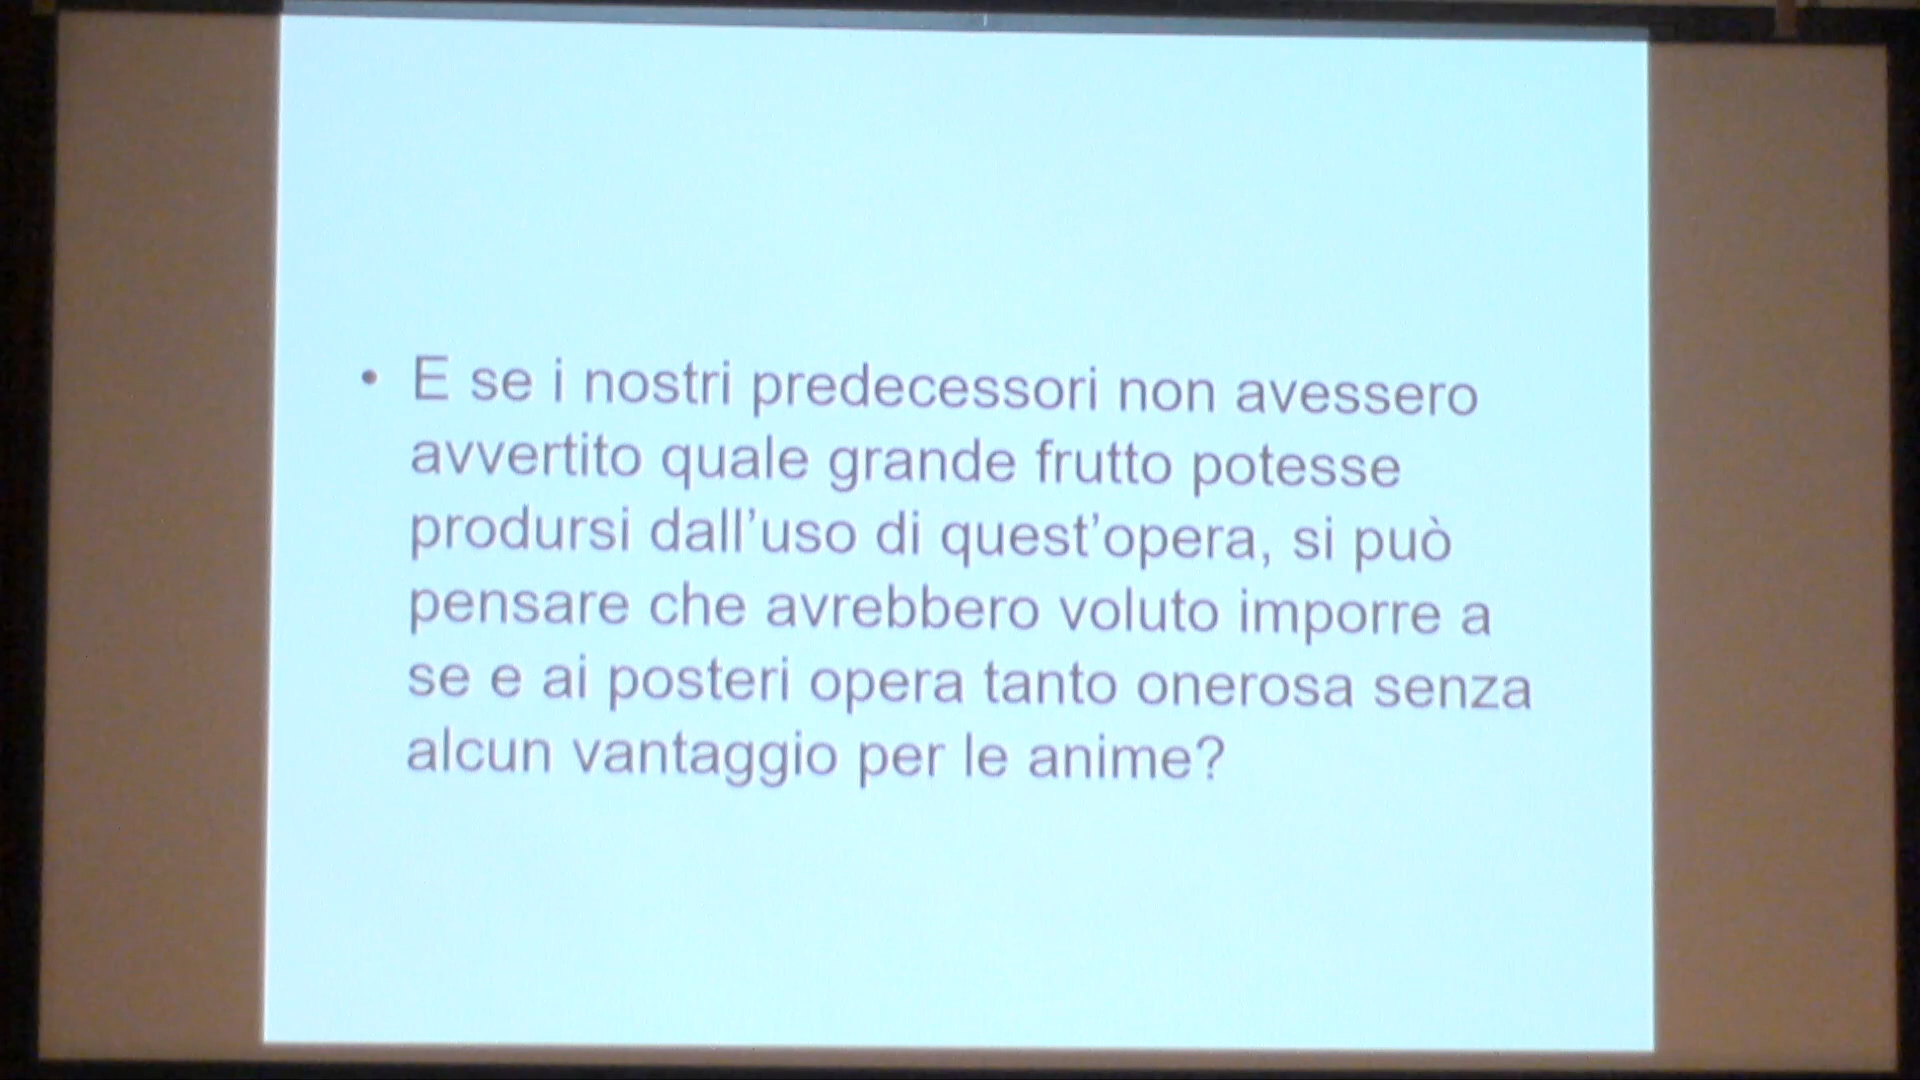 • E se i nostri predecessori non avessero
avvertito quale grande frutto potesse
prodursi dall’uso di quest’opera, si può
pensare che avrebbero voluto imporre a
se e ai posteri opera tanto onerosa senza
alcun vantaggio per le anime?